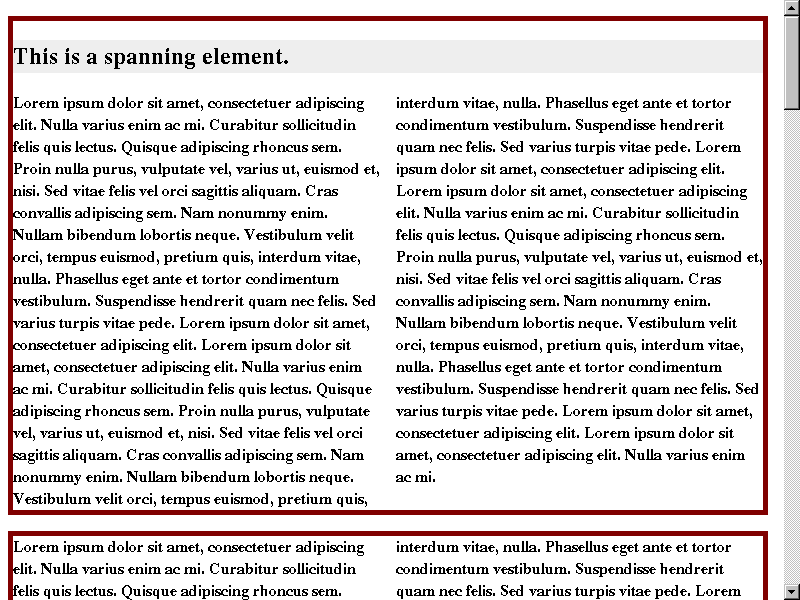 This is a spanning element.
Lorem ipsum dolor sit amet, consectetuer adipiscing
elit. Nulla varius enim ac mi. Curabitur sollicitudin
felis quis lectus. Quisque adipiscing rhoncus sem.
Proin nulla purus, vulputate vel, varius ut, euismod et,
nisi. Sed vitae felis vel orci sagittis aliquam. Cras
convallis adipiscing sem. Nam nonummy enim.
Nullam bibendum lobortis neque. Vestibulum velit
orci, tempus euismod, pretium quis, interdum vitae,
nulla. Phasellus eget ante et tortor condimentum
vestibulum. Suspendisse hendrerit quam nec felis. Sed
varius turpis vitae pede. Lorem ipsum dolor sit amet,
consectetuer adipiscing elit. Lorem ipsum dolor sit
amet, consectetuer adipiscing elit. Nulla varius enim
ac mi. Curabitur sollicitudin felis quis lectus. Quisque
adipiscing rhoncus sem. Proin nulla purus, vulputate
vel, varius ut, euismod et, nisi. Sed vitae felis vel orci
sagittis aliquam. Cras convallis adipiscing sem. Nam
nonummy enim. Nullam bibendum lobortis neque.
Vestibulum velit orci, tempus euismod, pretium quis,
interdum vitae, nulla. Phasellus eget ante et tortor
condimentum vestibulum. Suspendisse hendrerit
quam nec felis. Sed varius turpis vitae pede. Lorem
ipsum dolor sit amet, consectetuer adipiscing elit.
Lorem ipsum dolor sit amet, consectetuer adipiscing
elit. Nulla varius enim ac mi. Curabitur sollicitudin
felis quis lectus. Quisque adipiscing rhoncus sem.
Proin nulla purus, vulputate vel, varius ut, euismod et,
nisi. Sed vitae felis vel orci sagittis aliquam. Cras
convallis adipiscing sem. Nam nonummy enim.
Nullam bibendum lobortis neque. Vestibulum velit
orci, tempus euismod, pretium quis, interdum vitae,
nulla. Phasellus eget ante et tortor condimentum
vestibulum. Suspendisse hendrerit quam nec felis. Sed
varius turpis vitae pede. Lorem ipsum dolor sit amet,
consectetuer adipiscing elit. Lorem ipsum dolor sit
amet, consectetuer adipiscing elit. Nulla varius enim
ac mi.
Lorem ipsum dolor sit amet, consectetuer adipiscing
elit. Nulla varius enim ac mi. Curabitur sollicitudin
felis quis lectus. Quisque adipiscing rhoncus sem.
interdum vitae, nulla. Phasellus eget ante et tortor
condimentum vestibulum. Suspendisse hendrerit
quam nec felis. Sed varius turpis vitae pede. Lorem